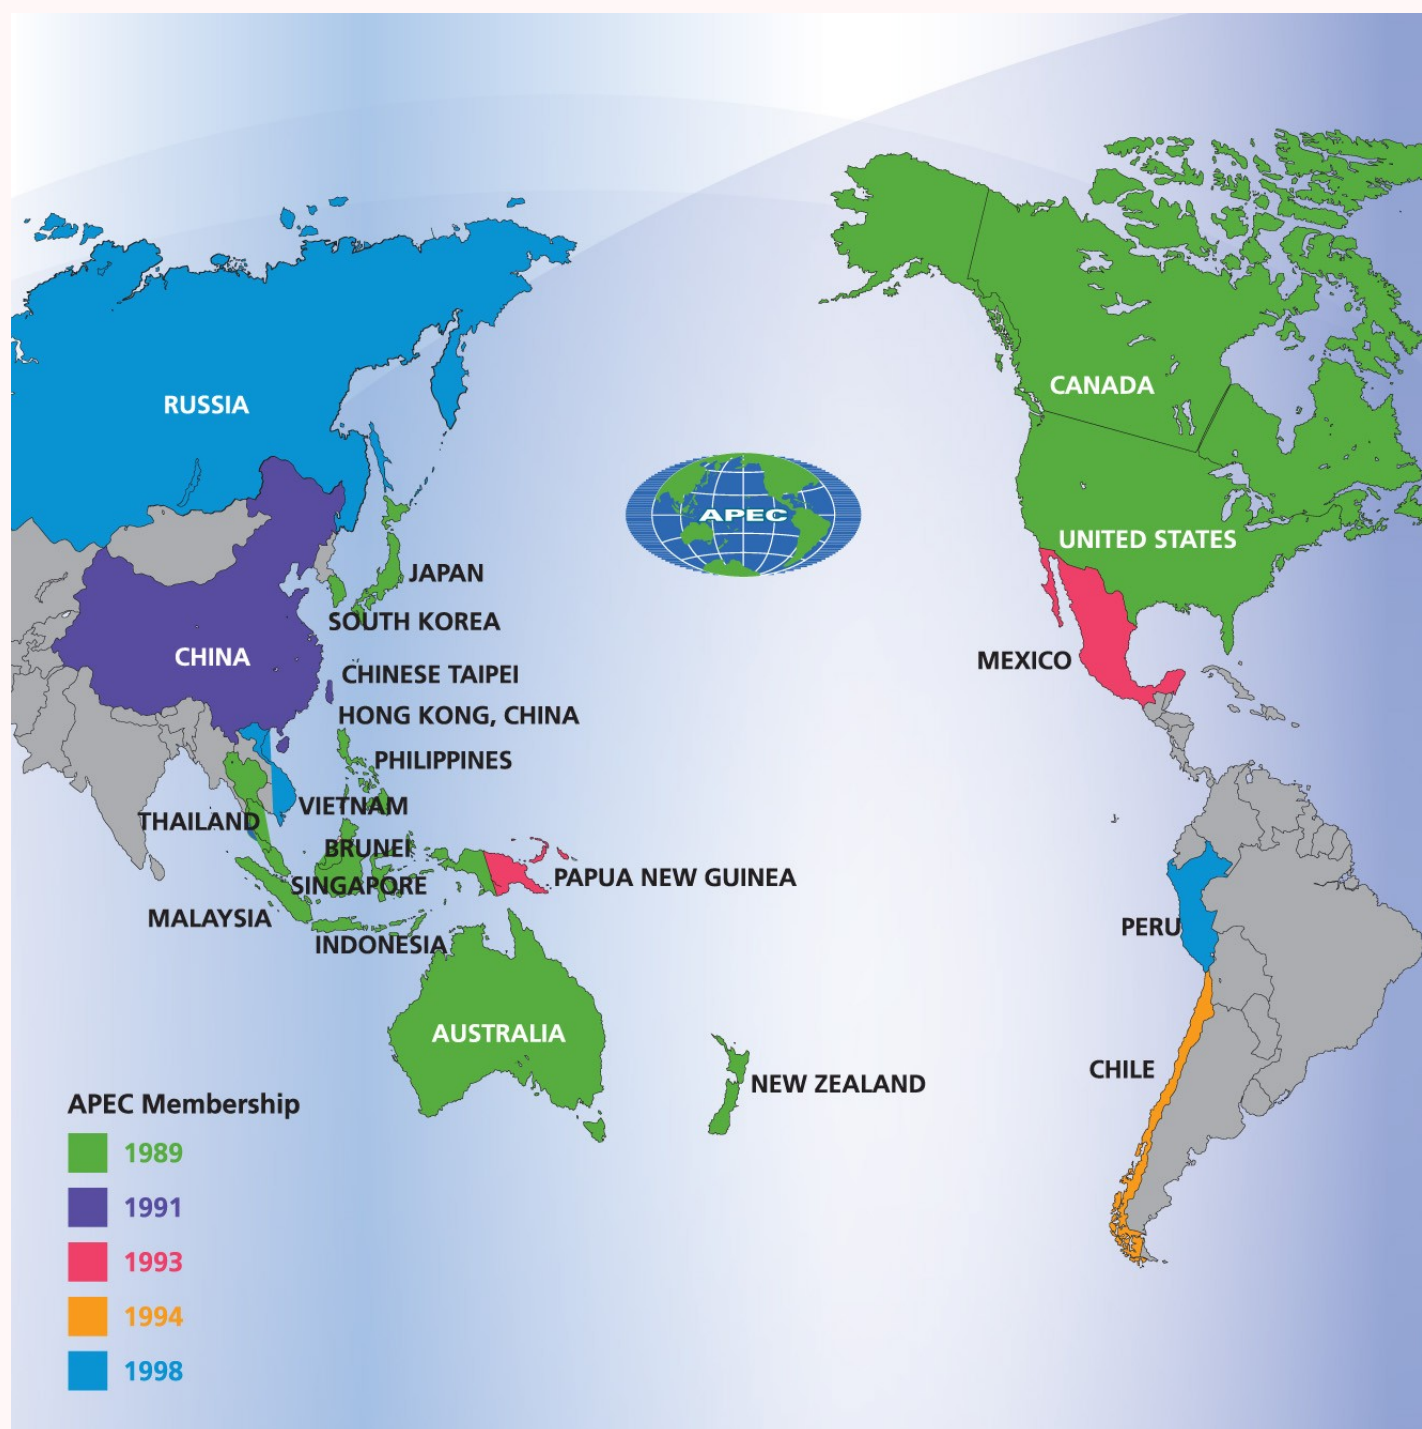 RUSSIA
CANADA
APEC
UNITED STATES
JAPAN
SOUTH KOREA
CHINA
MEXICO
CHINESE TAIPEI
HONG KONG, CHINA
PHILIPPINES
VIETNAM
THAILAND
BRUNEI
PAPUA NEW GUINEA
SINGAPORE
MALAYSIA
PERU
INDONESIA
AUSTRALIA
CHILE
NEW ZEALAND
APEC Membership
1989
1991
1993
1994
1998